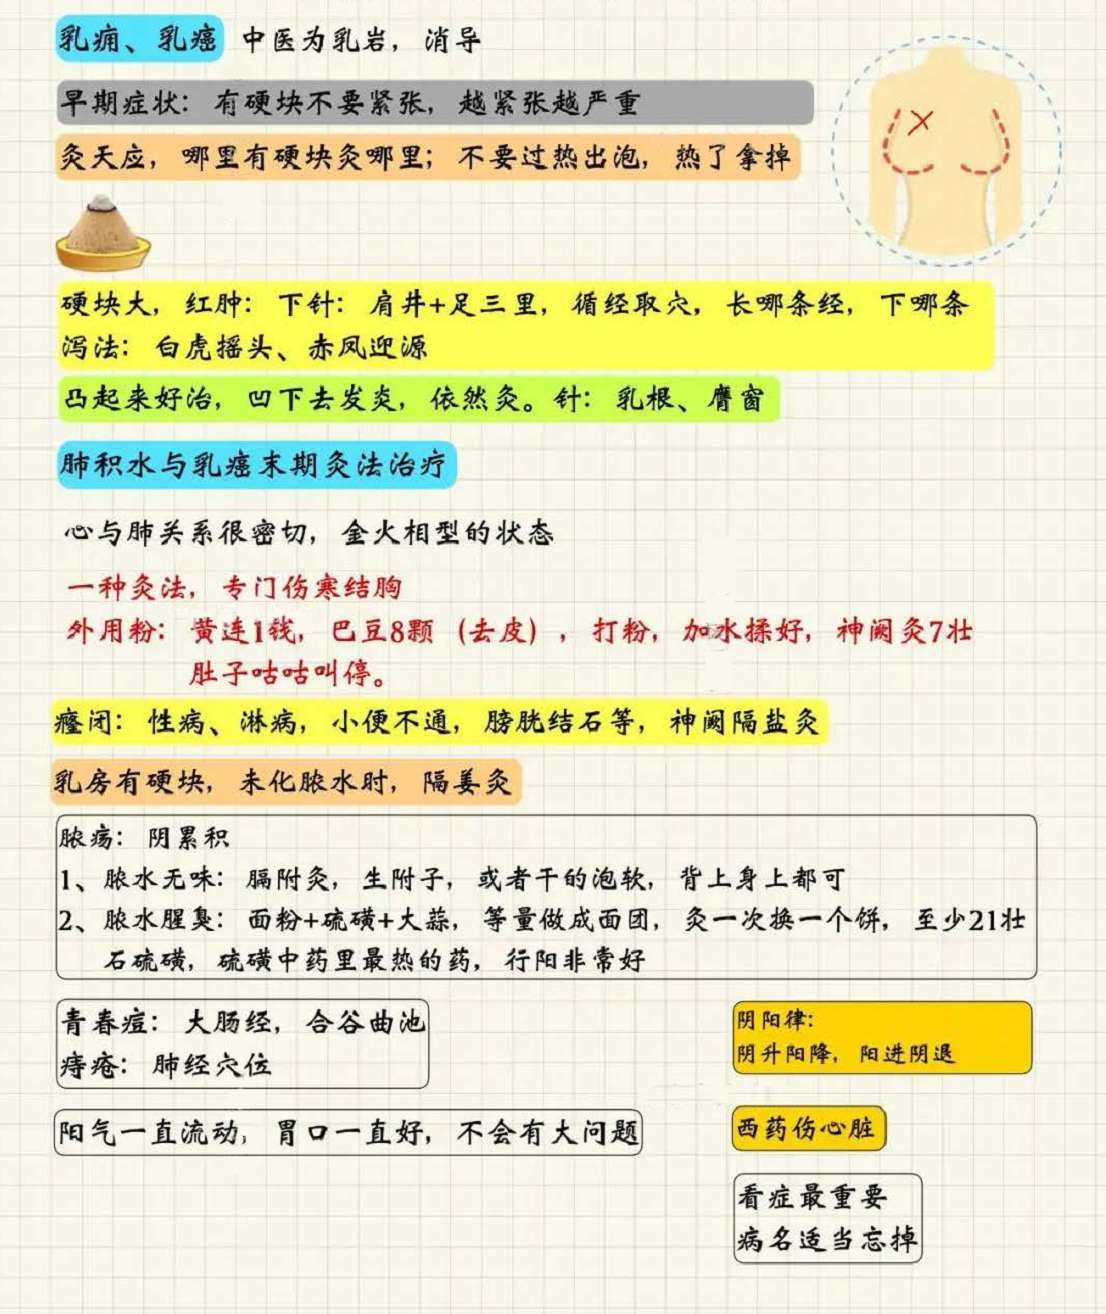 乳痈、乳癌 中医为乳岩，消导
早期症状：有硬块不要紧张，越紧张越严重
灸天应，哪里有硬块灸哪里；不要过热出泡，热了拿掉
硬块大，红肿：下针：肩井+足三里，循经取穴，长哪条经，下哪条
泻法：白虎摇头、赤凤迎源
凸起来好治，凹下去发炎，依然灸。针：乳根、膺窗
肺积水与乳癌末期灸法治疗
心与肺关系很密切，金火相型的状态
一种灸法，专门伤寒结胸
外用粉：黄连1钱，巴豆8颗（去皮），打粉，加水揉好，神阙灸7壮
肚子咕咕叫停。
癃闭：性病、淋病，小便不通，膀胱结石等，神阙隔盐灸
乳房有硬块，未化脓水时，隔姜灸
脓疡：阴累积
1、脓水无味：膈附灸，生附子，或者干的泡软，背上身上都可
2、脓水腥臭：面粉+硫磺+大蒜，等量做成面团，灸一次换一个饼，至少21壮
石硫磺，硫磺中药里最热的药，行阳非常好
青春痘：大肠经，合谷曲池
痔疮：肺经穴位
阴阳律：
阴升阳降，阳进阴退
阳气一直流动，胃口一直好，不会有大问题
西药伤心脏
看症最重要
病名适当忘掉